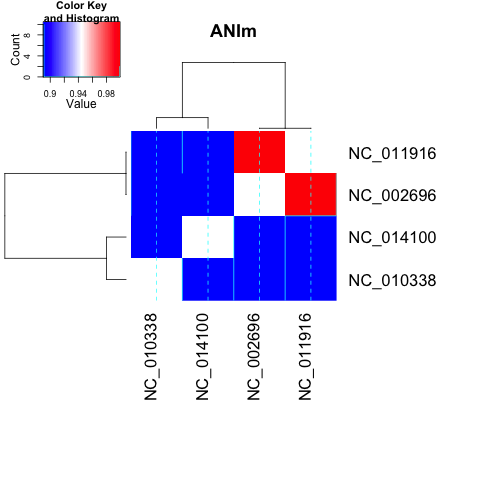 Color Key
and Histogram
Count
0 4 8
0.9 0.94 0.98
Value
ANIm
NC_011916
NC_002696
NC_014100
NC_010338
NC_010338
NC_014100
NC_002696
NC_011916